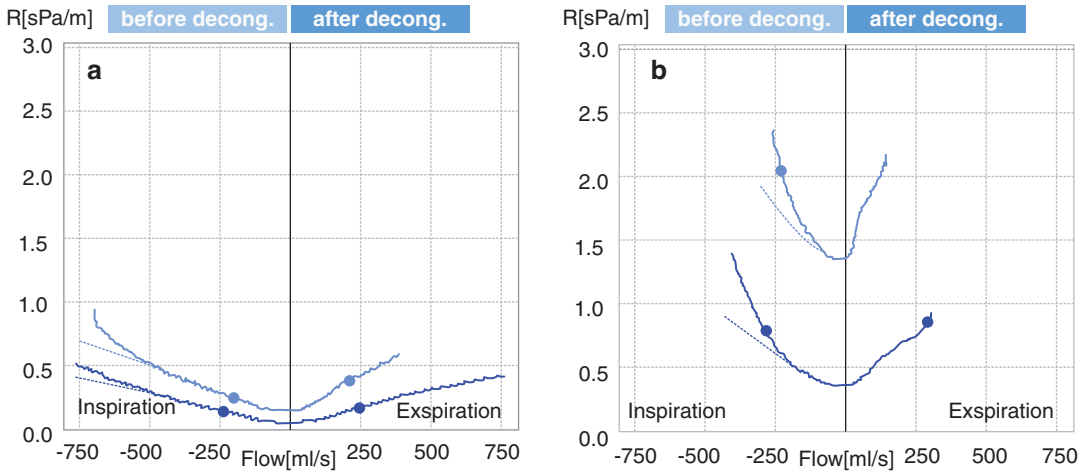 R[sPa/m] before decong. after decong.
a
3.0
2.5
2.0
1.5
1.0
0.5
0.0
Inspiration Exspiration
-750 -500 -250 Flow[ml/s] 250 500 750
R[sPa/m] before decong. after decong.
b
3.0
2.5
2.0
1.5
1.0
0.5
0.0
Inspiration Exspiration
-750 -500 -250 Flow[ml/s] 250 500 750